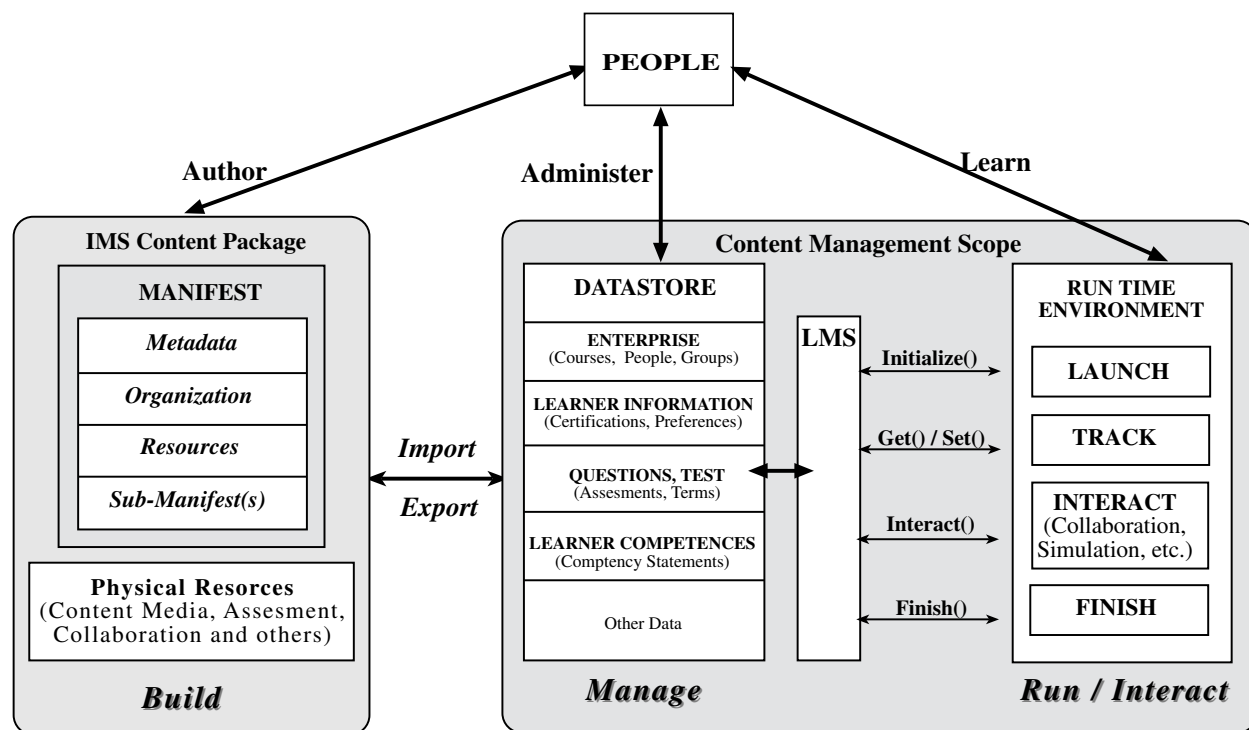 PEOPLE
Author
Administer
Learn
IMS Content Package
MANIFEST
Metadata
Organization
Resources
Sub-Manifest(s)
Physical Resorces
(Content Media, Assesment,
Collaboration and others)
Build
Import
Export
Content Management Scope
DATASTORE
ENTERPRISE
(Courses, People, Groups)
LEARNER INFORMATION
(Certifications, Preferences)
QUESTIONS, TEST
(Assesments, Terms)
LEARNER COMPETENCES
(Comptency Statements)
Other Data
Manage
LMS
Initialize()
Get() / Set()
Interact()
Finish()
RUN TIME
ENVIRONMENT
LAUNCH
TRACK
INTERACT
(Collaboration,
Simulation, etc.)
FINISH
Run / Interact